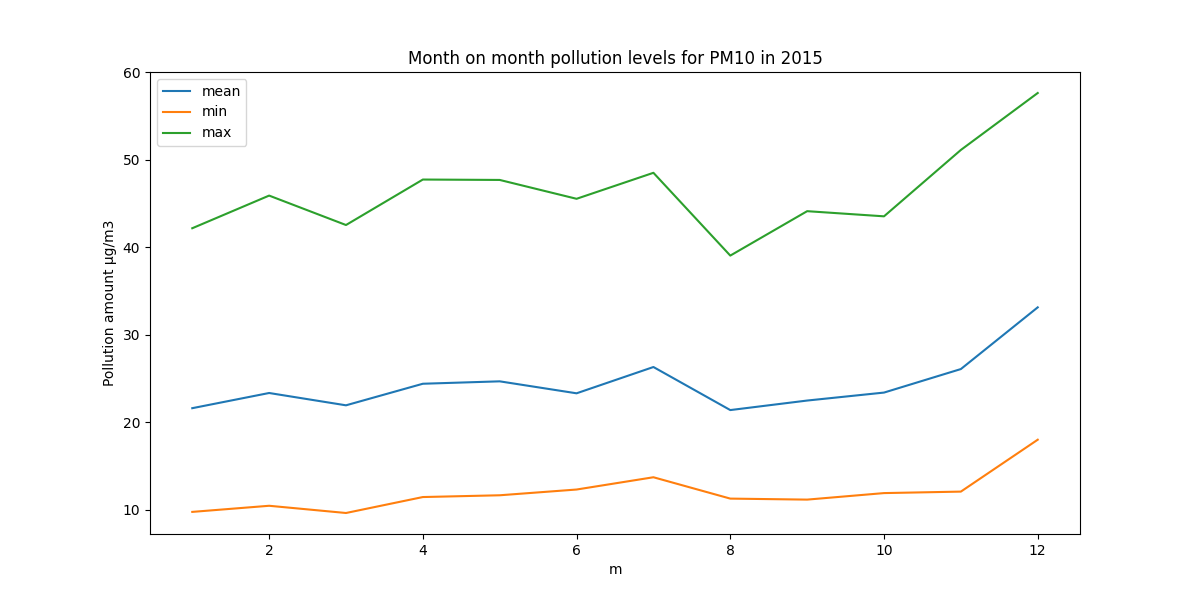 Month on month pollution levels for PM10 in 2015
mean
min
max
60
50
40
30
20
10
Pollution amount µg/m3
2 4 6 8 10 12
m